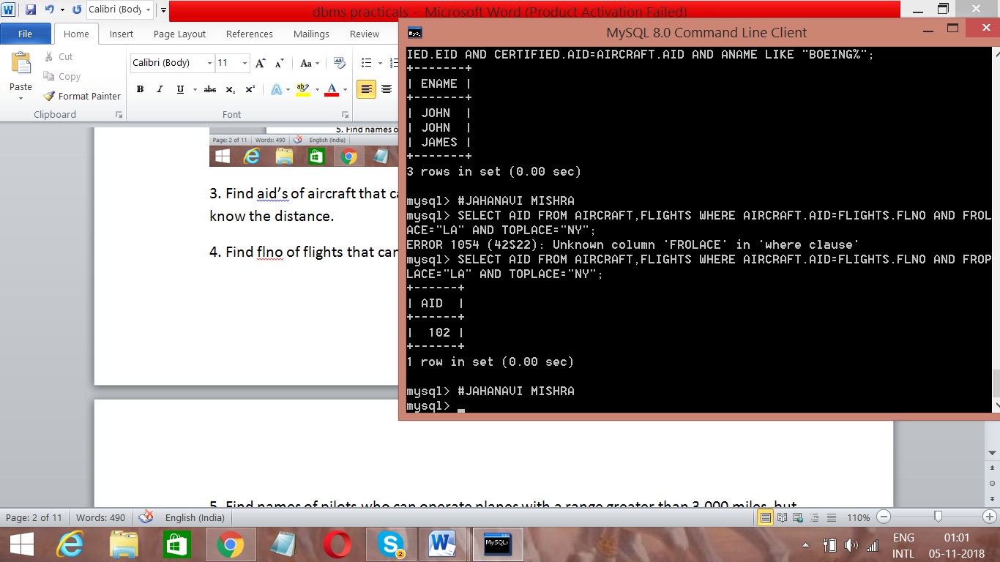 dbms practicals - Microsoft Word (Product Activation Failed)
Calibri (Body
File Home Insert Page Layout References Mailings Review
Cut
Copy
Format Painter
Paste
Clipboard
Calibri (Body) 11
Font
5. Find names o
Page: 2 of 11 Words: 490 English (India)
3. Find aid's of aircraft that ca
know the distance.
4. Find flno of flights that can
5. Find names of pilots who can operate planes with a range greater than 3,000 miles, but
MySQL 8.0 Command Line Client
IED.EID AND CERTIFIED.AID=AIRCRAFT.AID AND ANAME LIKE "BOEING%";
+-------+
| ENAME |
+-------+
| JOHN  |
| JOHN  |
| JAMES |
+-------+
3 rows in set (0.00 sec)
mysql> #JAHANAVI MISHRA
mysql> SELECT AID FROM AIRCRAFT,FLIGHTS WHERE AIRCRAFT.AID=FLIGHTS.FLNO AND FROL
ACE="LA" AND TOPLACE="NY";
ERROR 1054 (42S22): Unknown column 'FROLACE' in 'where clause'
mysql> SELECT AID FROM AIRCRAFT,FLIGHTS WHERE AIRCRAFT.AID=FLIGHTS.FLNO AND FROP
LACE="LA" AND TOPLACE="NY";
+------+
| AID  |
+------+
|  102 |
+------+
1 row in set (0.00 sec)
mysql> #JAHANAVI MISHRA
mysql> _
Page: 2 of 11 Words: 490 English (India) 110%
MySQL>
2
ENG
INTL
01:01
05-11-2018